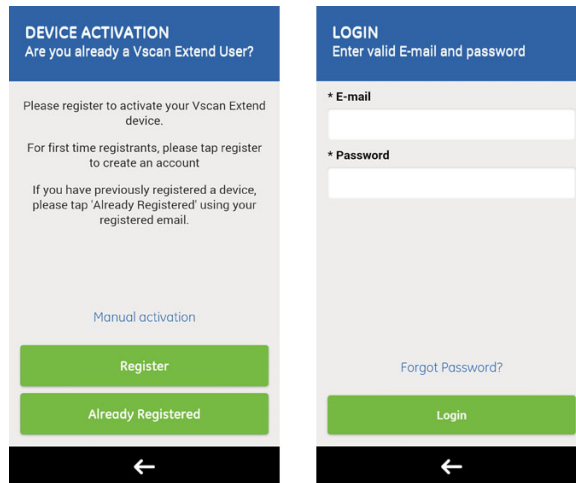 DEVICE ACTIVATION
Are you already a Vscan Extend User?
Please register to activate your Vscan Extend
device.
For first time registrants, please tap register
to create an account
If you have previously registered a device,
please tap 'Already Registered' using your
registered email.
Manual activation
Register
Already Registered
LOGIN
Enter valid E-mail and password
* E-mail
* Password
Forgot Password?
Login